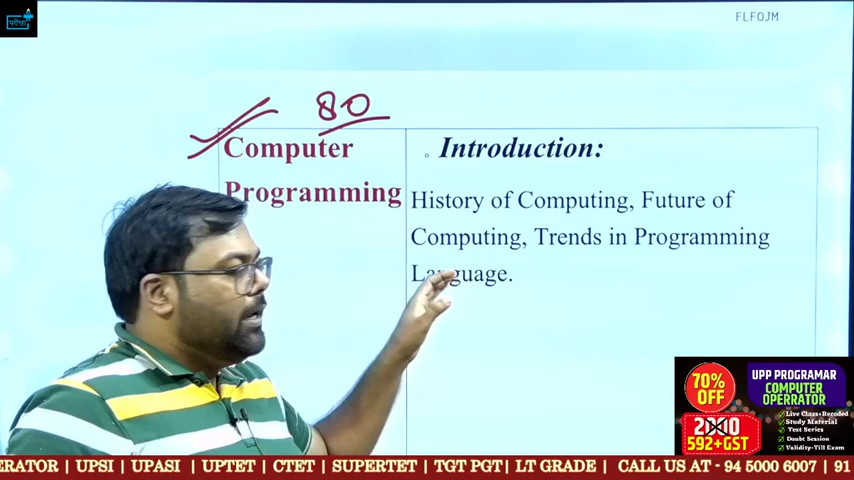 परीक्षा
FLFOJM
80
Computer
Programming
Introduction:
History of Computing, Future of
Computing, Trends in Programming
Language.
70%
OFF
UPP PROGRAMAR
COMPUTER
OPERRATOR
2000
592+GST
Live Class+Recoded
Study Material
Test Series
Doubt Session
Validity-Till Exam
ERATOR | UPSI | UPASI | UPTET | CTET | SUPERTET | TGT PGT | LT GRADE | CALL US AT - 94 5000 6007 | 91